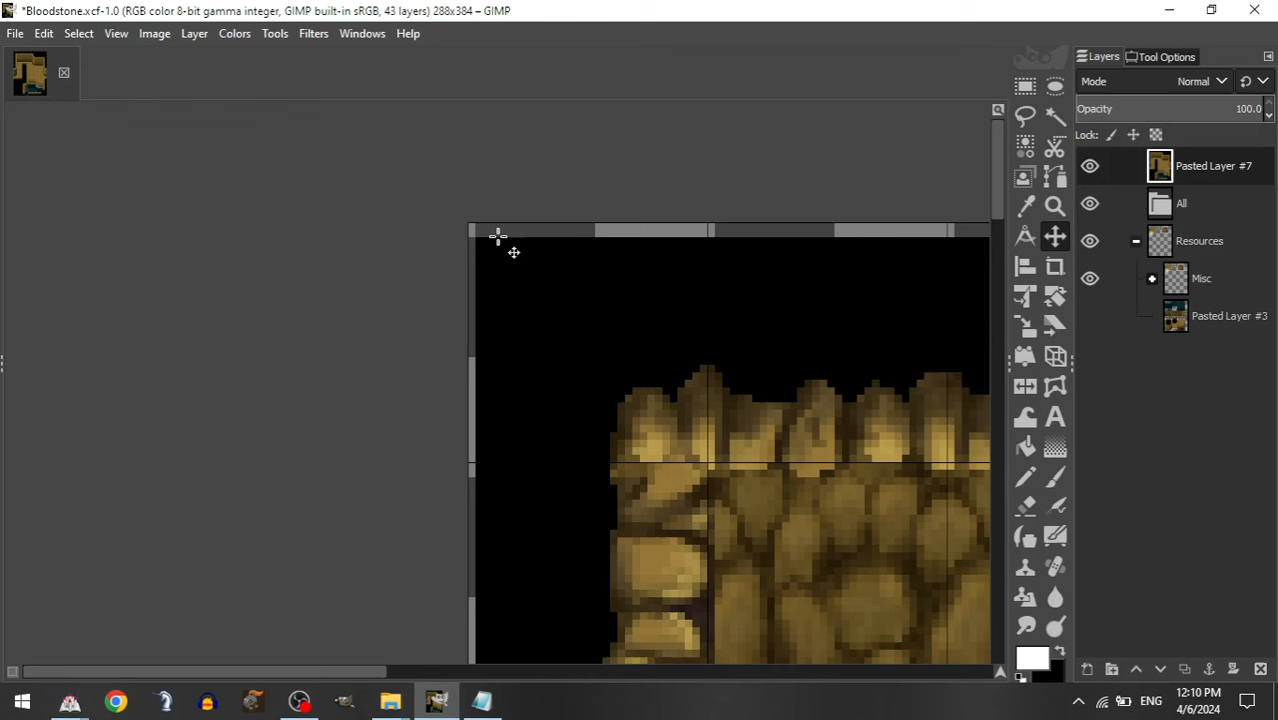 *Bloodstone.xcf-1.0 (RGB color 8-bit gamma integer, GIMP built-in sRGB, 43 layers) 288x384 – GIMP
File Edit Select View Image Layer Colors Tools Filters Windows Help
Layers Tool Options
Mode Normal
Opacity 100.0
Lock:
Pasted Layer #7
All
Resources
Misc
Pasted Layer #3
ENG 12:10 PM
4/6/2024